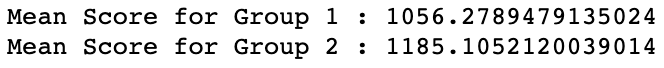 Mean Score for Group 1 : 1056.2789479135024
Mean Score for Group 2 : 1185.1052120039014